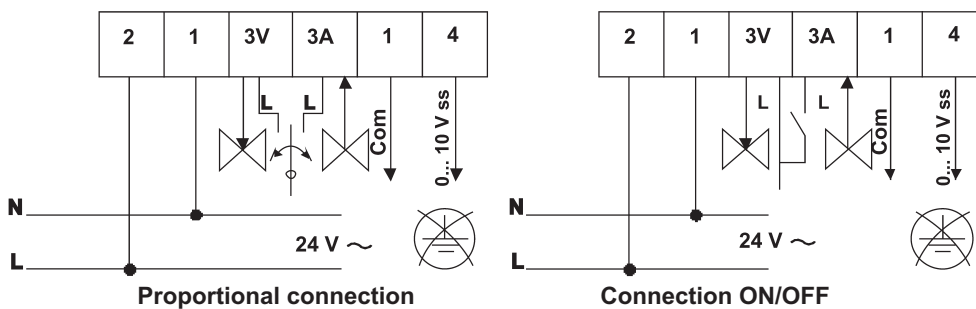 2 1 3V 3A 1 4
L L Com 0... 10 V ss
N
24 V ~
L
Proportional connection
2 1 3V 3A 1 4
L L Com 0... 10 V ss
N
24 V ~
L
Connection ON/OFF